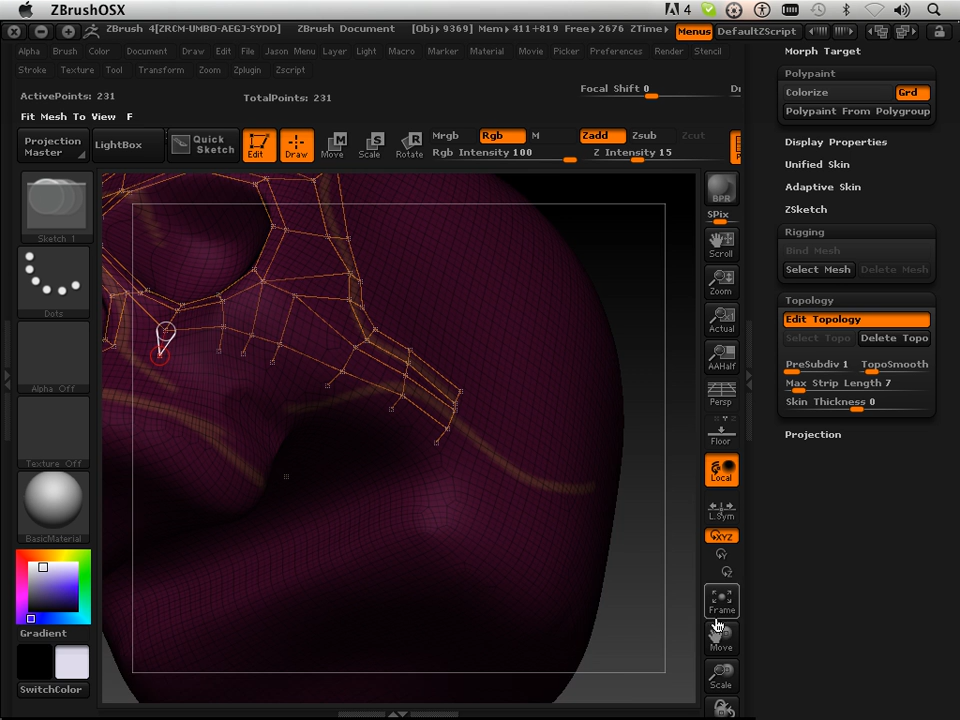 ZBrushOSX
4
ZBrush 4[ZRCM-UMBO-AEGJ-SYDD] ZBrush Document [Obj▸9369] Mem▸411+819 Free▸2676 ZTime▸ Menus DefaultZScript
Alpha Brush Color Document Draw Edit File Jason Menu Layer Light Macro Marker Material Movie Picker Preferences Render Stencil
Stroke Texture Tool Transform Zoom Zplugin Zscript
ActivePoints: 231
TotalPoints: 231
Focal Shift 0
Fit Mesh To View F
Projection Master
LightBox
Quick Sketch
Edit
Draw
Move
Scale
Rotate
Mrgb Rgb M
Rgb Intensity 100
Zadd Zsub Zcut
Z Intensity 15
Sketch 1
Dots
Alpha Off
Texture Off
BasicMaterial
Gradient
SwitchColor
BPR
SPix
Scroll
Zoom
Actual
AAHalf
Persp
Floor
Local
L.Sym
XYZ
Y
Z
Frame
Move
Scale
Morph Target
Polypaint
Colorize Grd
Polypaint From Polygroup
Display Properties
Unified Skin
Adaptive Skin
ZSketch
Rigging
Bind Mesh
Select Mesh Delete Mesh
Topology
Edit Topology
Select Topo Delete Topo
PreSubdiv 1 TopoSmooth
Max Strip Length 7
Skin Thickness 0
Projection